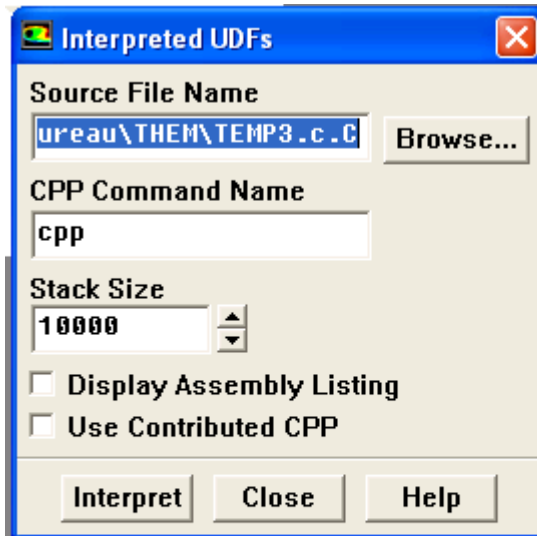 Interpreted UDFs
Source File Name
ureau\THEM\TEMP3.c.C Browse...
CPP Command Name
cpp
Stack Size
10000
Display Assembly Listing
Use Contributed CPP
Interpret Close Help